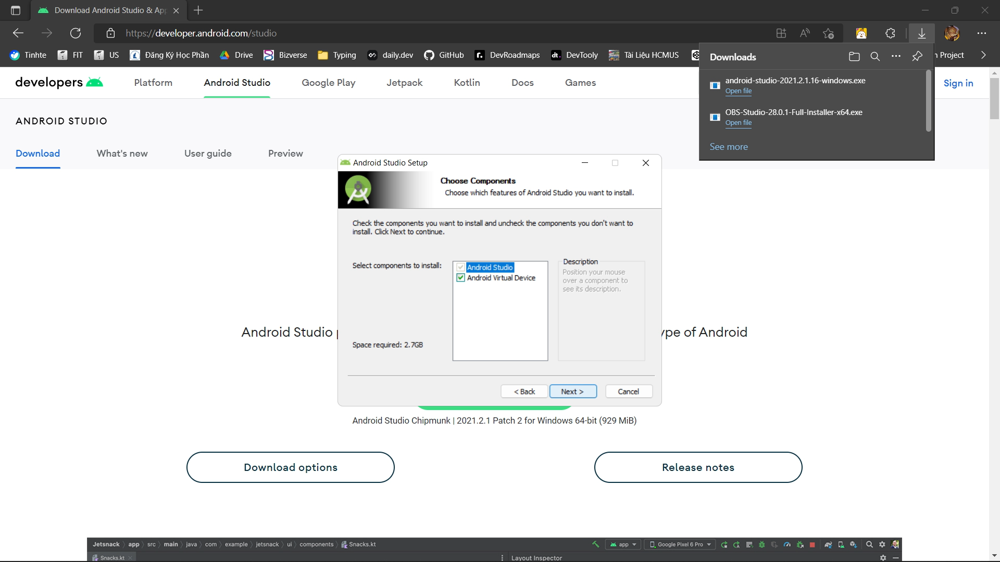 Download Android Studio & Ap
https://developer.android.com/studio
Tinhte
FIT
US
Đăng Ký Học Phần
Drive
Bizverse
Typing
daily.dev
GitHub
DevRoadmaps
DevTooly
Tài Liệu HCMUS
Project
Downloads
android-studio-2021.2.1.16-windows.exe
Open file
OBS-Studio-28.0.1-Full-Installer-x64.exe
Open file
See more
developers
Platform
Android Studio
Google Play
Jetpack
Kotlin
Docs
Games
Sign in
ANDROID STUDIO
Download
What's new
User guide
Preview
Android Studio Setup
Choose Components
Choose which features of Android Studio you want to install.
Check the components you want to install and uncheck the components you don't want to
install. Click Next to continue.
Select components to install:
Android Studio
Android Virtual Device
Description
Position your mouse
over a component to
see its description.
Space required: 2.7GB
< Back
Next >
Cancel
Android Studio
ype of Android
Android Studio Chipmunk | 2021.2.1 Patch 2 for Windows 64-bit (929 MiB)
Download options
Release notes
Jetsnack app src main java com example jetsnack ui components Snacks.kt
app
Google Pixel 6 Pro
Snacks.kt
Layout Inspector